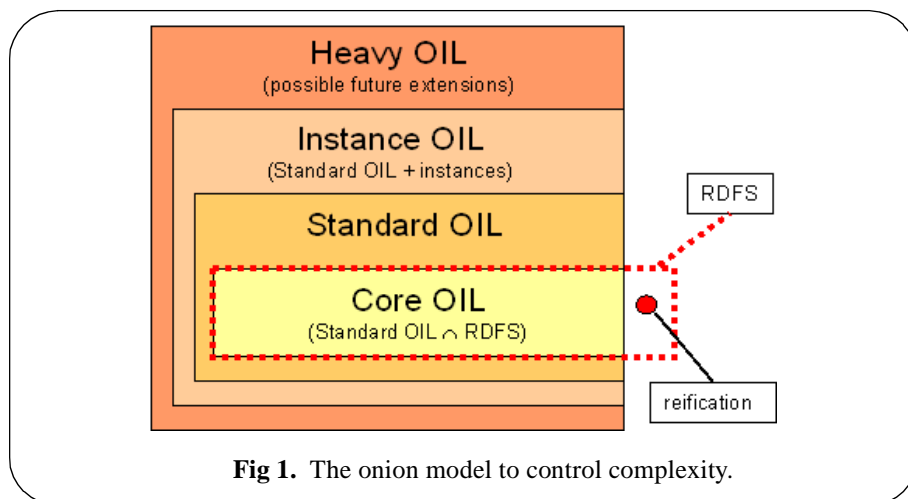 Heavy OIL
(possible future extensions)
Instance OIL
(Standard OIL + instances)
RDFS
Standard OIL
Core OIL
(Standard OIL ∩ RDFS)
reification
Fig 1. The onion model to control complexity.